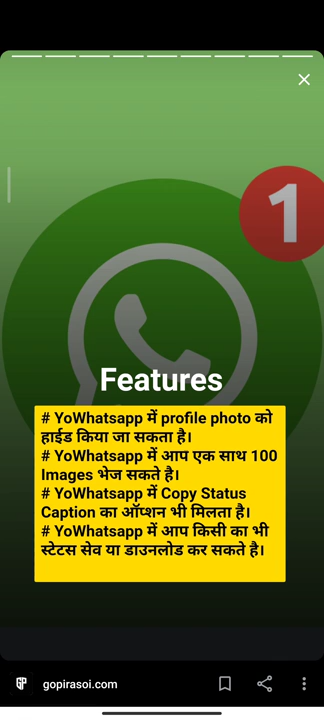 1
Features
# YoWhatsapp में profile photo को
हाईड किया जा सकता है।
# YoWhatsapp में आप एक साथ 100
Images भेज सकते है।
# YoWhatsapp में Copy Status
Caption का ऑप्शन भी मिलता है।
# YoWhatsapp में आप किसी का भी
स्टेटस सेव या डाउनलोड कर सकते है।
GP gopirasoi.com